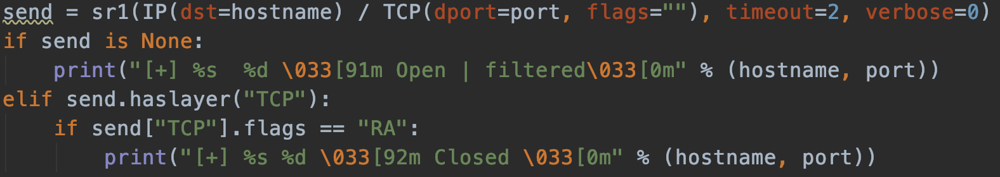 send = sr1(IP(dst=hostname) / TCP(dport=port, flags=""), timeout=2, verbose=0)
if send is None:
    print("[+] %s  %d \033[91m Open | filtered\033[0m" % (hostname, port))
elif send.haslayer("TCP"):
    if send["TCP"].flags == "RA":
        print("[+] %s %d \033[92m Closed \033[0m" % (hostname, port))